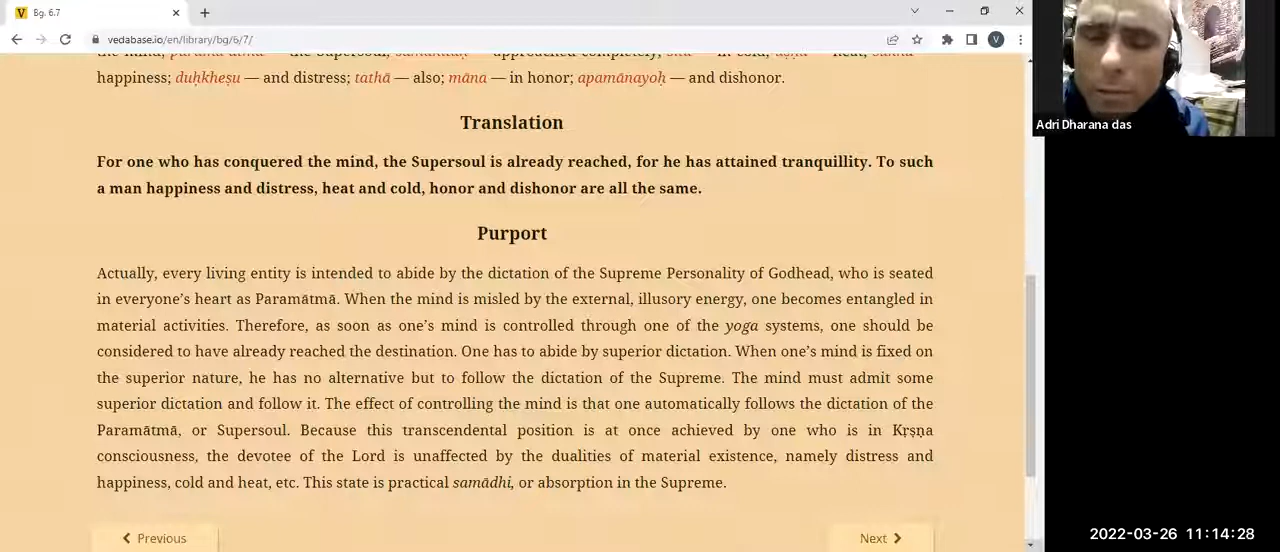 Bg. 6.7
vedabase.io/en/library/bg/6/7/
V
happiness; duḥkheṣu — and distress; tathā — also; māna — in honor; apamānayoḥ — and dishonor.
Translation
For one who has conquered the mind, the Supersoul is already reached, for he has attained tranquillity. To such
a man happiness and distress, heat and cold, honor and dishonor are all the same.
Purport
Actually, every living entity is intended to abide by the dictation of the Supreme Personality of Godhead, who is seated
in everyone’s heart as Paramātmā. When the mind is misled by the external, illusory energy, one becomes entangled in
material activities. Therefore, as soon as one’s mind is controlled through one of the yoga systems, one should be
considered to have already reached the destination. One has to abide by superior dictation. When one’s mind is fixed on
the superior nature, he has no alternative but to follow the dictation of the Supreme. The mind must admit some
superior dictation and follow it. The effect of controlling the mind is that one automatically follows the dictation of the
Paramātmā, or Supersoul. Because this transcendental position is at once achieved by one who is in Kṛṣṇa
consciousness, the devotee of the Lord is unaffected by the dualities of material existence, namely distress and
happiness, cold and heat, etc. This state is practical samādhi, or absorption in the Supreme.
Previous
Next
Adri Dharana das
2022-03-26 11:14:28